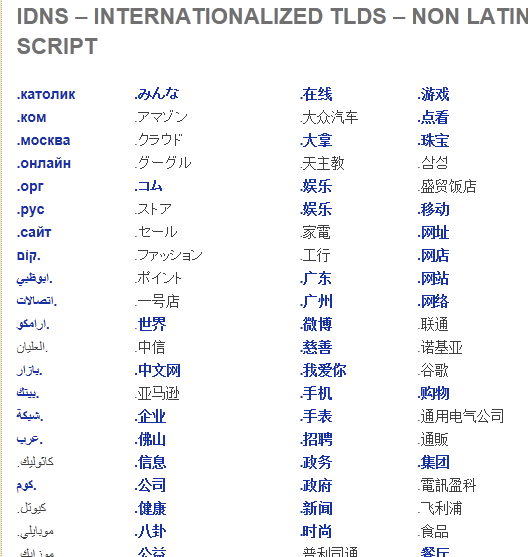 IDNS – INTERNATIONALIZED TLDS – NON LATIN
SCRIPT
.католик .みんな .在线 .游戏
.ком .アマゾン .大众汽车 .点看
.москва .クラウド .大拿 .珠宝
.онлайн .グーグル .天主教 .삼성
.орг .コム .娱乐 .盛贸饭店
.рус .ストア .娱乐 .移动
.сайт .セール .家電 .网址
קום. .ファッション .工行 .网店
ابوظبي. .ポイント .广东 .网站
اتصالات. .一号店 .广州 .网络
ارامكو. .世界 .微博 .联通
العليان. .中信 .慈善 .诺基亚
بازار. .中文网 .我爱你 .谷歌
بيتك. .亚马逊 .手机 .购物
شبكة. .企业 .手表 .通用电气公司
عرب. .佛山 .招聘 .通販
.كاثوليك .信息 .政务 .集团
كوم. .公司 .政府 .電訊盈科
.كيوتل .健康 .新闻 .飞利浦
.موبايلي .八卦 .时尚 .食品
.موزايك .公益 .普利司通 .餐厅